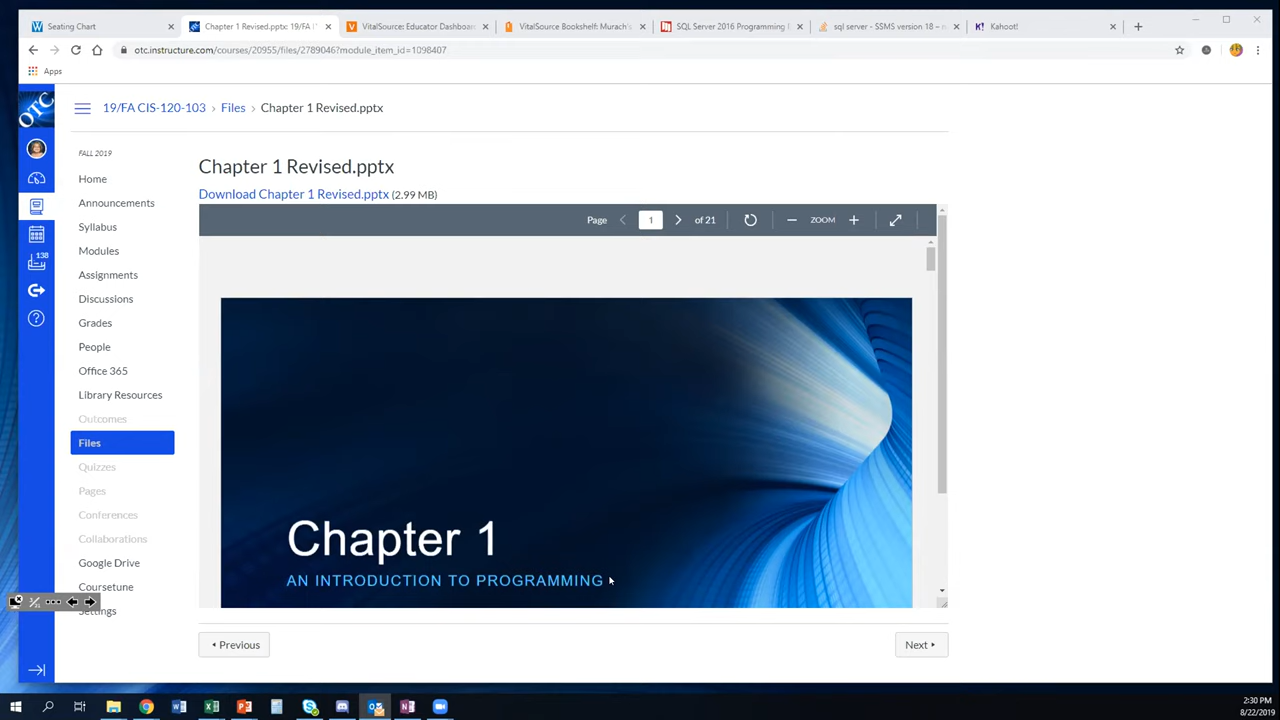 Seating Chart
Chapter 1 Revised.pptx: 19/FA
VitalSource: Educator Dashboar
VitalSource Bookshelf: Murach's
SQL Server 2016 Programming
sql server - SSMS version 18 –
Kahoot!
otc.instructure.com/courses/20955/files/2789046?module_item_id=1098407
Apps
OTC
19/FA CIS-120-103 › Files › Chapter 1 Revised.pptx
FALL 2019
Home
Announcements
Syllabus
Modules
Assignments
Discussions
Grades
People
Office 365
Library Resources
Outcomes
Files
Quizzes
Pages
Conferences
Collaborations
Google Drive
Coursetune
Settings
138
Chapter 1 Revised.pptx
Download Chapter 1 Revised.pptx (2.99 MB)
Page 1 of 21 ZOOM
Chapter 1
AN INTRODUCTION TO PROGRAMMING
Previous
Next
2:30 PM
8/22/2019